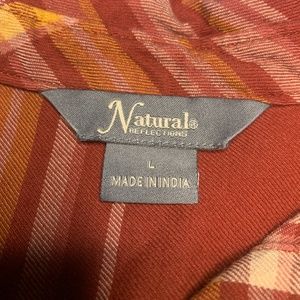 Natural®
REFLECTIONS
L
MADE IN INDIA